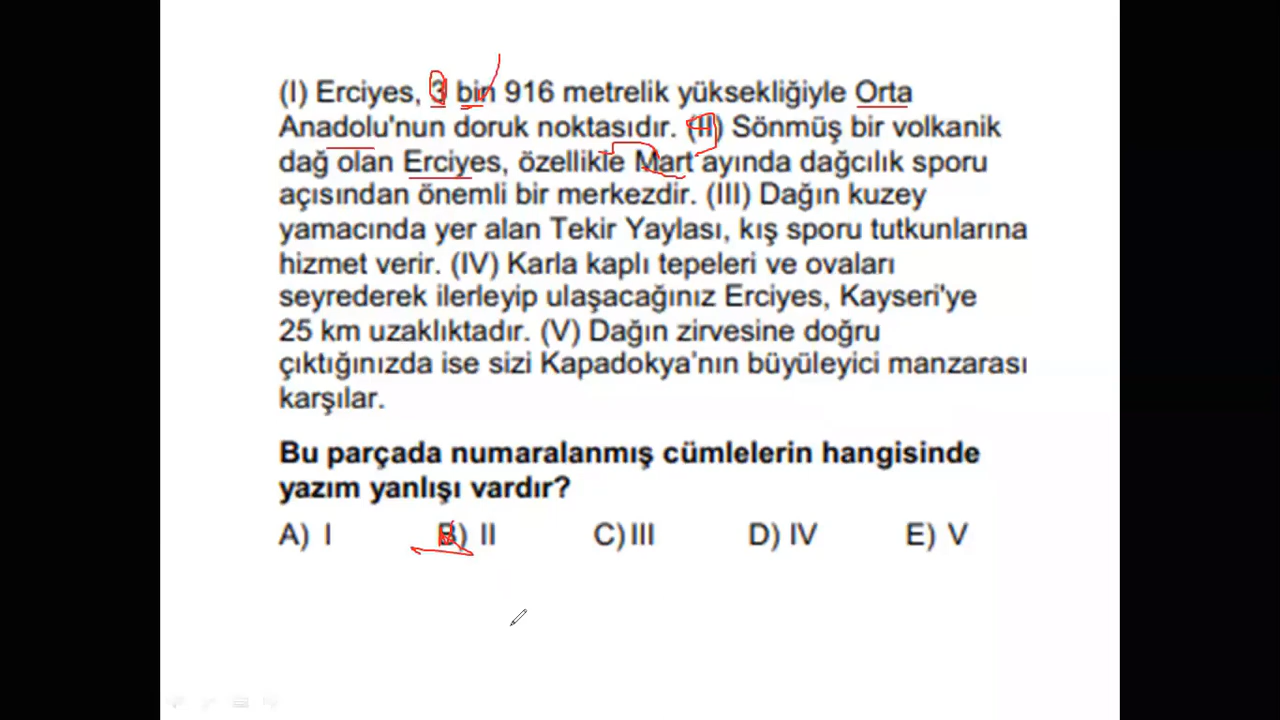 (I) Erciyes, 3 bin 916 metrelik yüksekliğiyle Orta
Anadolu'nun doruk noktasıdır. (II) Sönmüş bir volkanik
dağ olan Erciyes, özellikle Mart ayında dağcılık sporu
açısından önemli bir merkezdir. (III) Dağın kuzey
yamacında yer alan Tekir Yaylası, kış sporu tutkunlarına
hizmet verir. (IV) Karla kaplı tepeleri ve ovaları
seyrederek ilerleyip ulaşacağınız Erciyes, Kayseri'ye
25 km uzaklıktadır. (V) Dağın zirvesine doğru
çıktığınızda ise sizi Kapadokya'nın büyüleyici manzarası
karşılar.
Bu parçada numaralanmış cümlelerin hangisinde
yazım yanlışı vardır?
A) I B) II C) III D) IV E) V